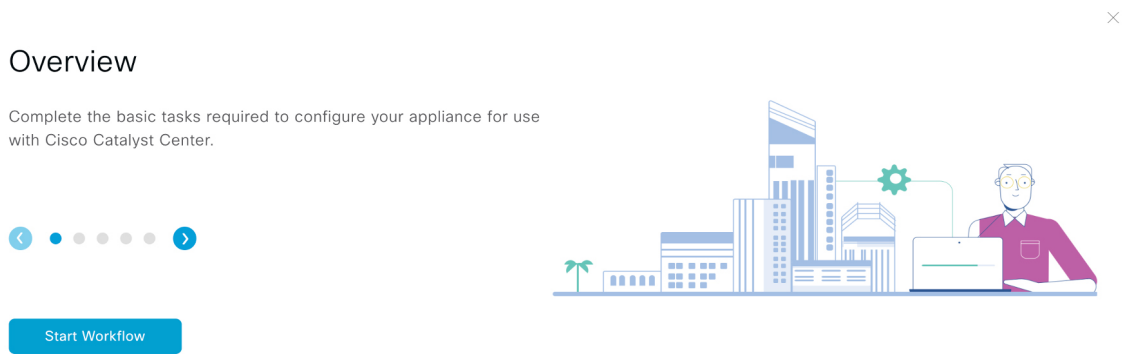 Overview
Complete the basic tasks required to configure your appliance for use
with Cisco Catalyst Center.
Start Workflow